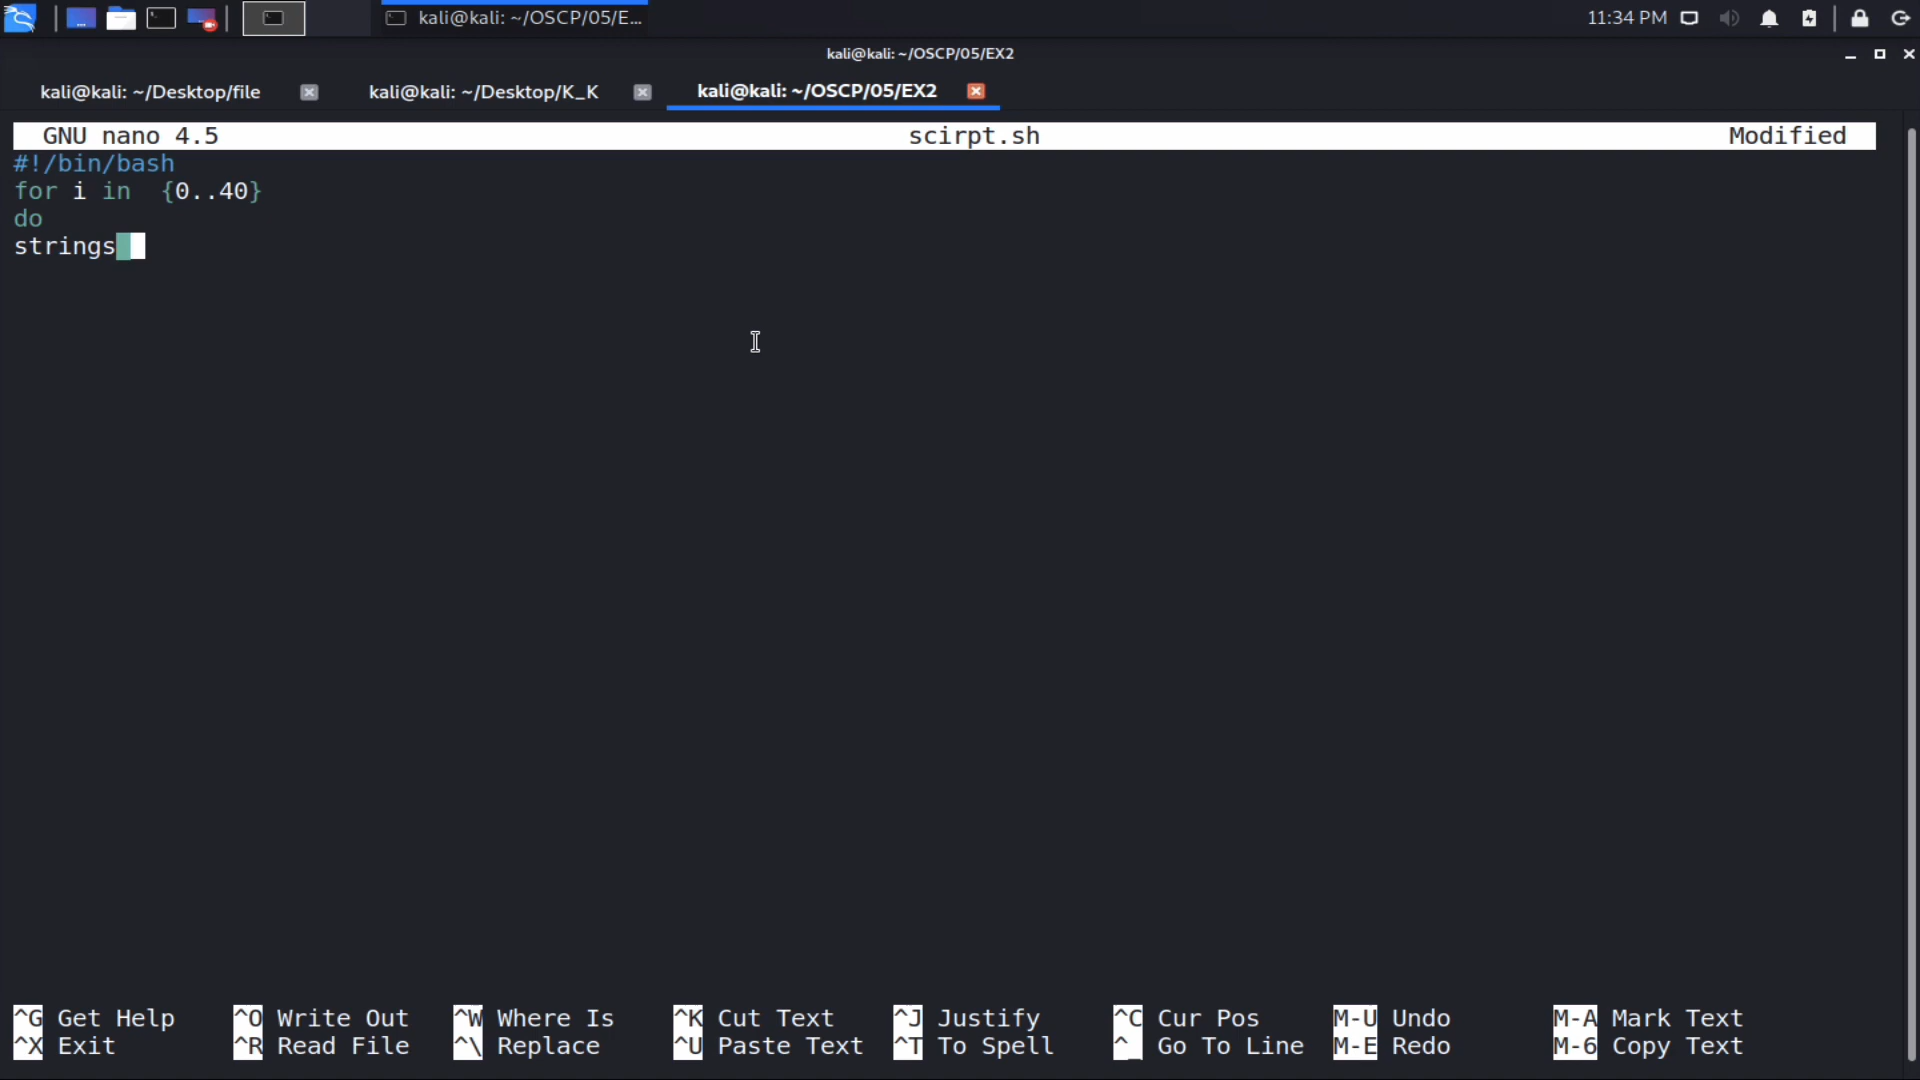 kali@kali: ~/OSCP/05/E...
11:34 PM
kali@kali: ~/OSCP/05/EX2
kali@kali: ~/Desktop/file
kali@kali: ~/Desktop/K_K
kali@kali: ~/OSCP/05/EX2
GNU nano 4.5 scirpt.sh Modified
#!/bin/bash
for i in  {0..40}
do
strings
^G Get Help ^O Write Out ^W Where Is ^K Cut Text ^J Justify ^C Cur Pos M-U Undo M-A Mark Text
^X Exit ^R Read File ^\ Replace ^U Paste Text ^T To Spell ^_ Go To Line M-E Redo M-6 Copy Text